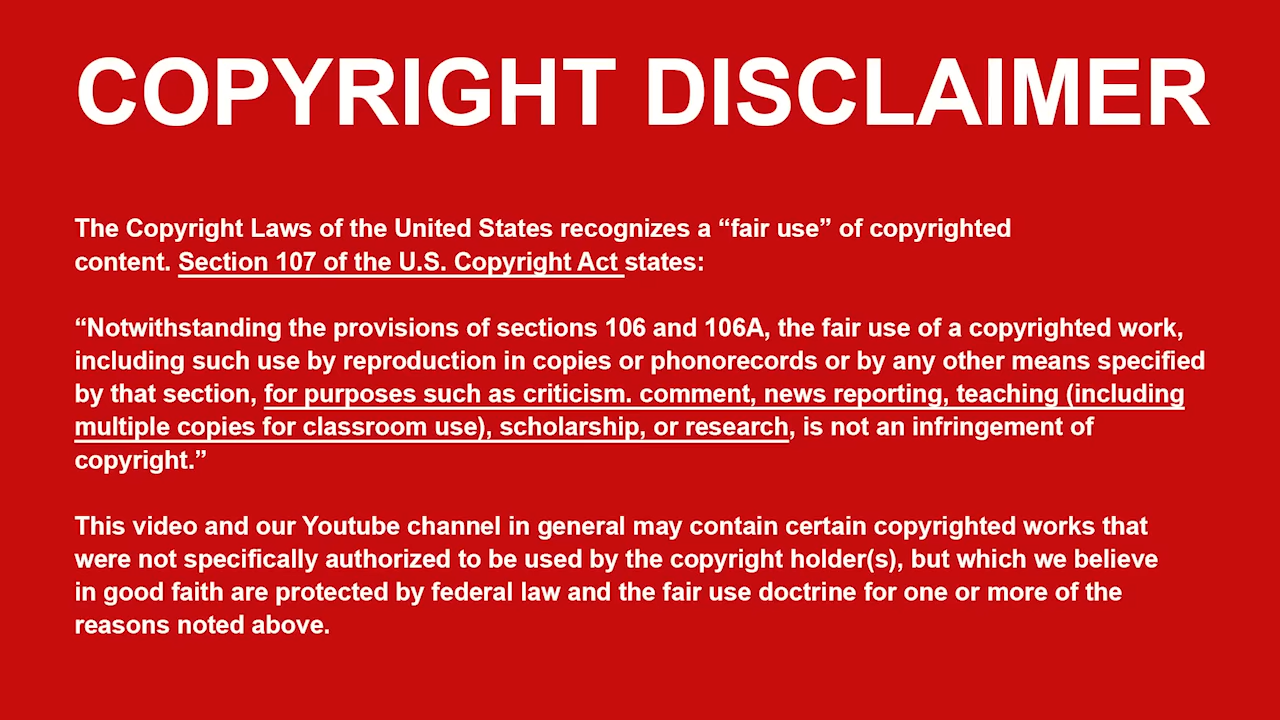 COPYRIGHT DISCLAIMER
The Copyright Laws of the United States recognizes a “fair use” of copyrighted
content. Section 107 of the U.S. Copyright Act states:
“Notwithstanding the provisions of sections 106 and 106A, the fair use of a copyrighted work,
including such use by reproduction in copies or phonorecords or by any other means specified
by that section, for purposes such as criticism. comment, news reporting, teaching (including
multiple copies for classroom use), scholarship, or research, is not an infringement of
copyright.”
This video and our Youtube channel in general may contain certain copyrighted works that
were not specifically authorized to be used by the copyright holder(s), but which we believe
in good faith are protected by federal law and the fair use doctrine for one or more of the
reasons noted above.